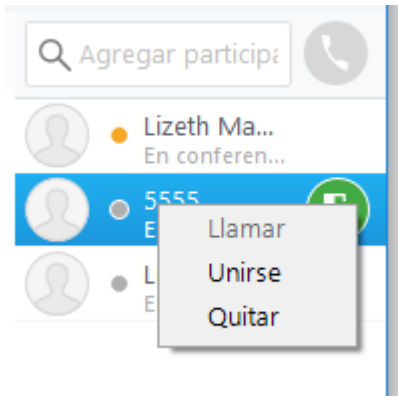 Agregar participa
Lizeth Ma...
En conferen...
5555
E
Llamar
L
Unirse
E
Quitar